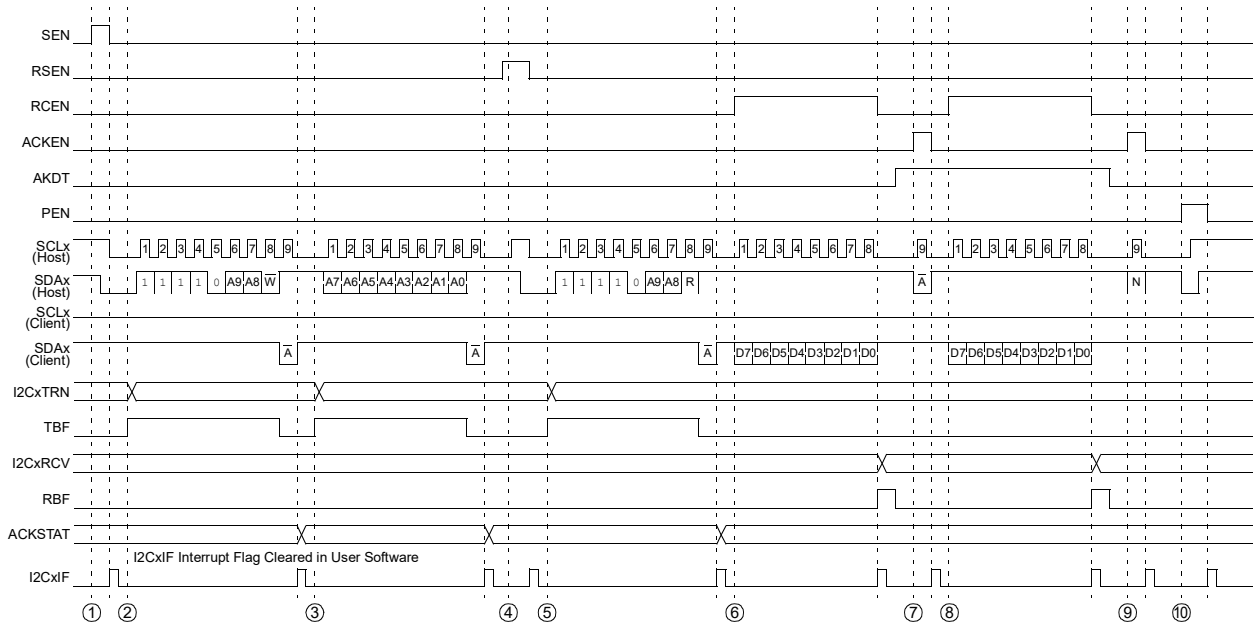 SEN
RSEN
RCEN
ACKEN
AKDT
PEN
SCLx
(Host)
1 2 3 4 5 6 7 8 9 1 2 3 4 5 6 7 8 9 1 2 3 4 5 6 7 8 9 1 2 3 4 5 6 7 8 9 1 2 3 4 5 6 7 8 9
SDAx
(Host)
1 1 1 1 0 A9 A8 W̅ A7 A6 A5 A4 A3 A2 A1 A0 1 1 1 1 0 A9 A8 R A̅ N
SCLx
(Client)
SDAx
(Client)
A̅ A̅ A̅ D7 D6 D5 D4 D3 D2 D1 D0 D7 D6 D5 D4 D3 D2 D1 D0
I2CxTRN
TBF
I2CxRCV
RBF
ACKSTAT
I2CxIF Interrupt Flag Cleared in User Software
I2CxIF
① ② ③ ④ ⑤ ⑥ ⑦ ⑧ ⑨ ⑩